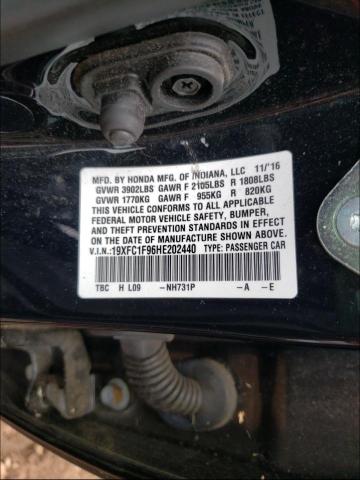 MFD. BY HONDA MFG. OF INDIANA, LLC 11/'16
GVWR 3902LBS GAWR F 2105LBS R 1808LBS
GVWR 1770KG GAWR F 955KG R 820KG
THIS VEHICLE CONFORMS TO ALL APPLICABLE
FEDERAL MOTOR VEHICLE SAFETY, BUMPER,
AND THEFT PREVENTION STANDARDS IN EFFECT
ON THE DATE OF MANUFACTURE SHOWN ABOVE.
V.I.N.:19XFC1F96HE202440 TYPE: PASSENGER CAR
TBC H L09 -NH731P -A -E